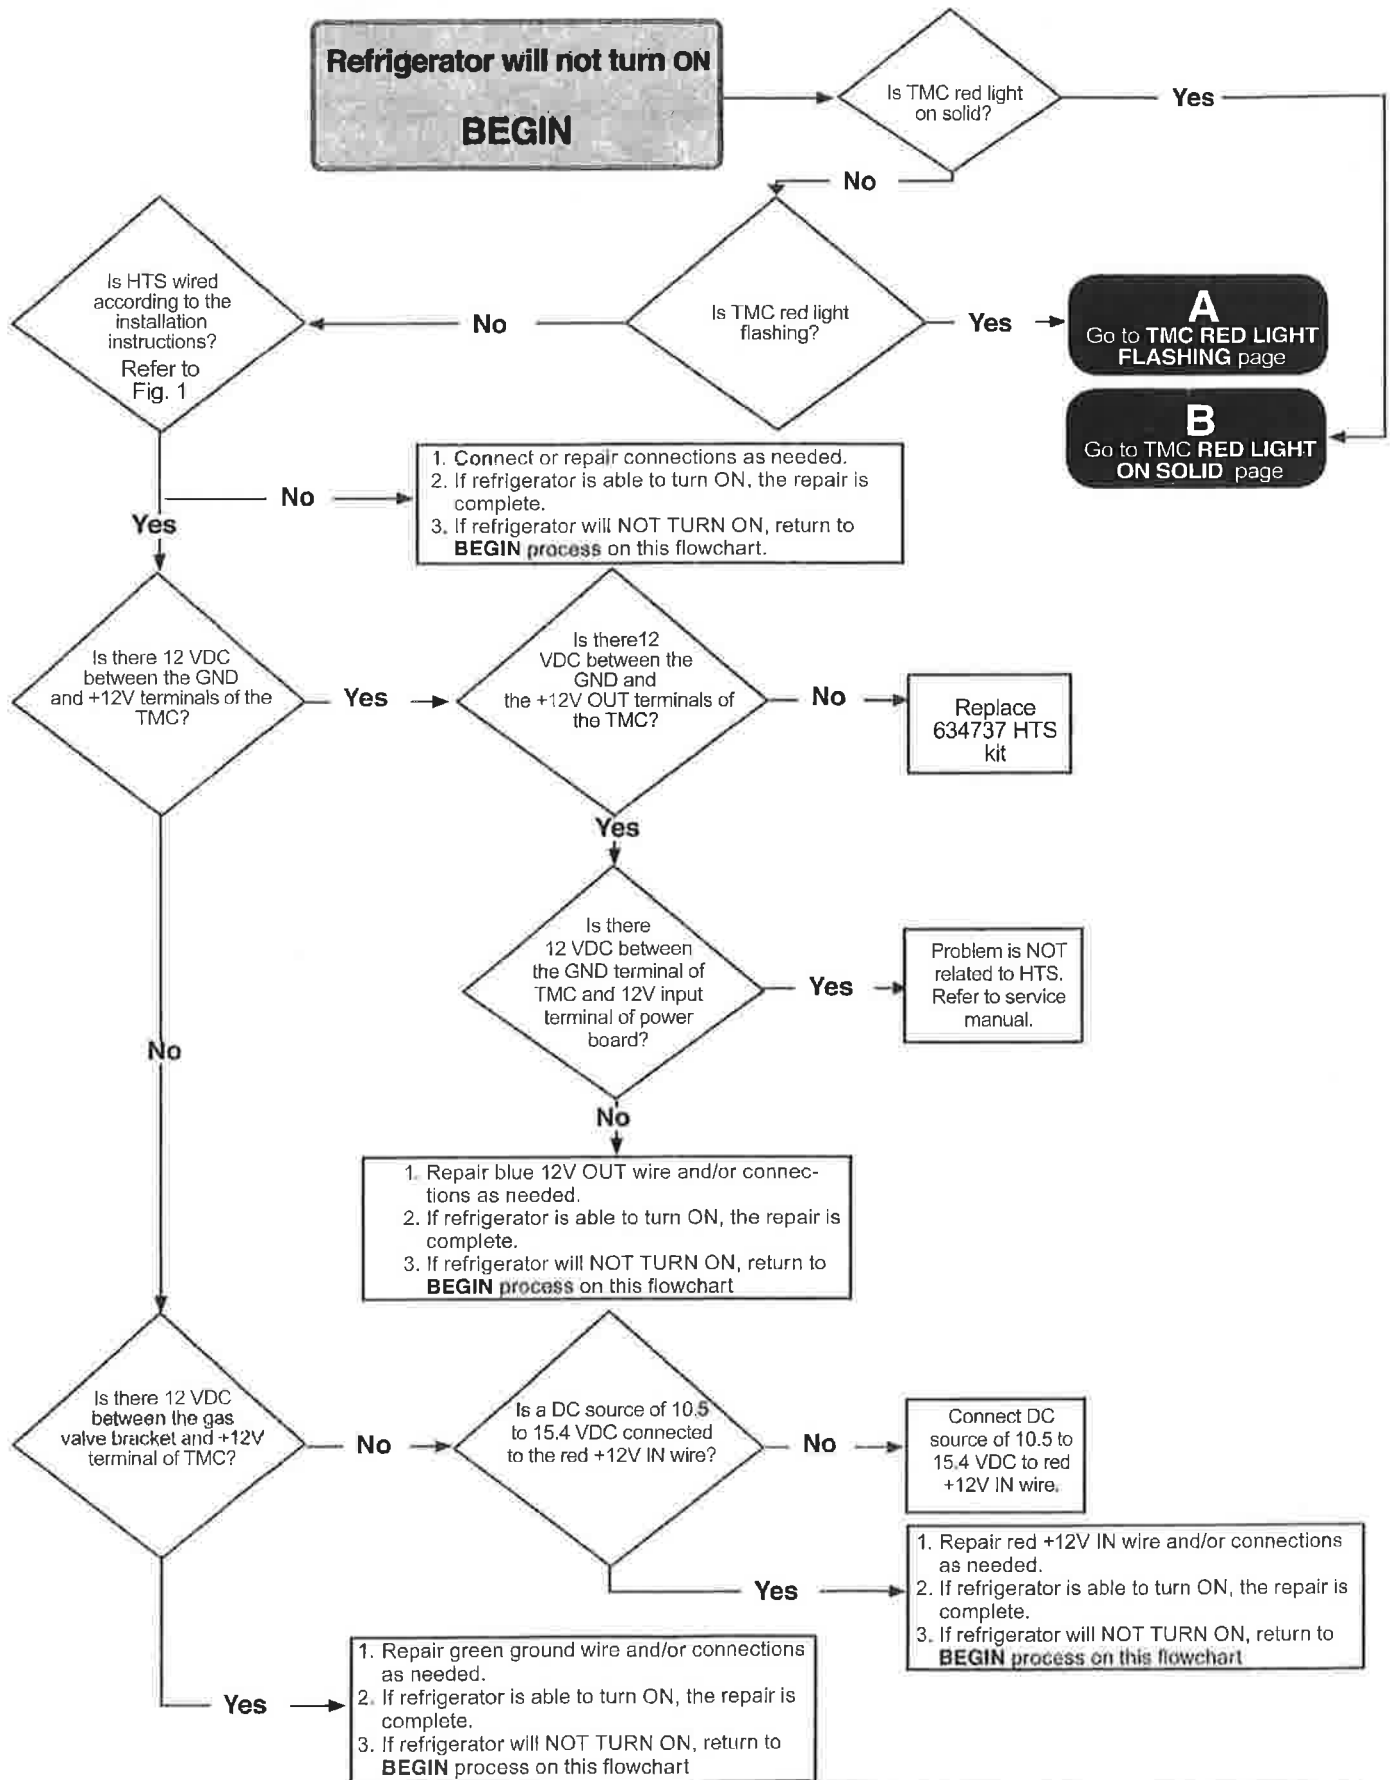 Refrigerator will not turn ON
BEGIN
Is TMC red light
on solid?
Yes
No
Is HTS wired
according to the
installation
instructions?
Refer to
Fig. 1
No
Is TMC red light
flashing?
Yes
A
Go to TMC RED LIGHT
FLASHING page
B
Go to TMC RED LIGHT
ON SOLID page
No
1. Connect or repair connections as needed.
2. If refrigerator is able to turn ON, the repair is
complete.
3. If refrigerator will NOT TURN ON, return to
BEGIN process on this flowchart.
Yes
Is there 12 VDC
between the GND
and +12V terminals of the
TMC?
Yes
Is there12
VDC between the
GND and
the +12V OUT terminals of
the TMC?
No
Replace
634737 HTS
kit
Yes
Is there
12 VDC between
the GND terminal of
TMC and 12V input
terminal of power
board?
Yes
Problem is NOT
related to HTS.
Refer to service
manual.
No
No
1. Repair blue 12V OUT wire and/or connec-
tions as needed.
2. If refrigerator is able to turn ON, the repair is
complete.
3. If refrigerator will NOT TURN ON, return to
BEGIN process on this flowchart
Is there 12 VDC
between the gas
valve bracket and +12V
terminal of TMC?
No
Is a DC source of 10.5
to 15.4 VDC connected
to the red +12V IN wire?
No
Connect DC
source of 10.5 to
15.4 VDC to red
+12V IN wire.
Yes
1. Repair red +12V IN wire and/or connections
as needed.
2. If refrigerator is able to turn ON, the repair is
complete.
3. If refrigerator will NOT TURN ON, return to
BEGIN process on this flowchart
Yes
1. Repair green ground wire and/or connections
as needed.
2. If refrigerator is able to turn ON, the repair is
complete.
3. If refrigerator will NOT TURN ON, return to
BEGIN process on this flowchart